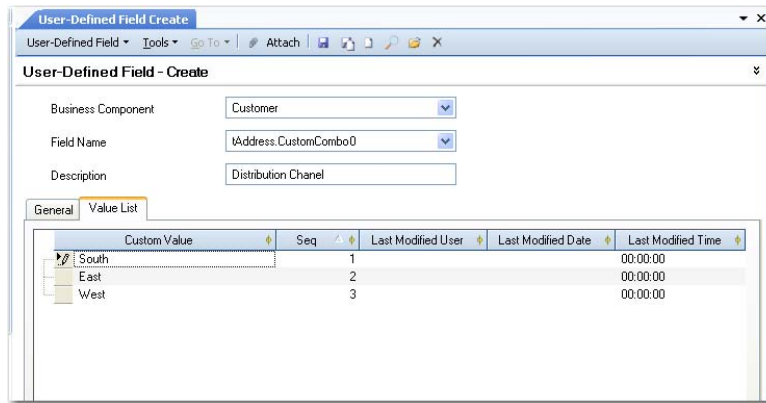 User-Defined Field Create
User-Defined Field Tools Go To Attach
User-Defined Field - Create
Business Component Customer
Field Name tAddress.CustomCombo0
Description Distribution Chanel
General Value List
Custom Value Seq Last Modified User Last Modified Date Last Modified Time
South 1 00:00:00
East 2 00:00:00
West 3 00:00:00